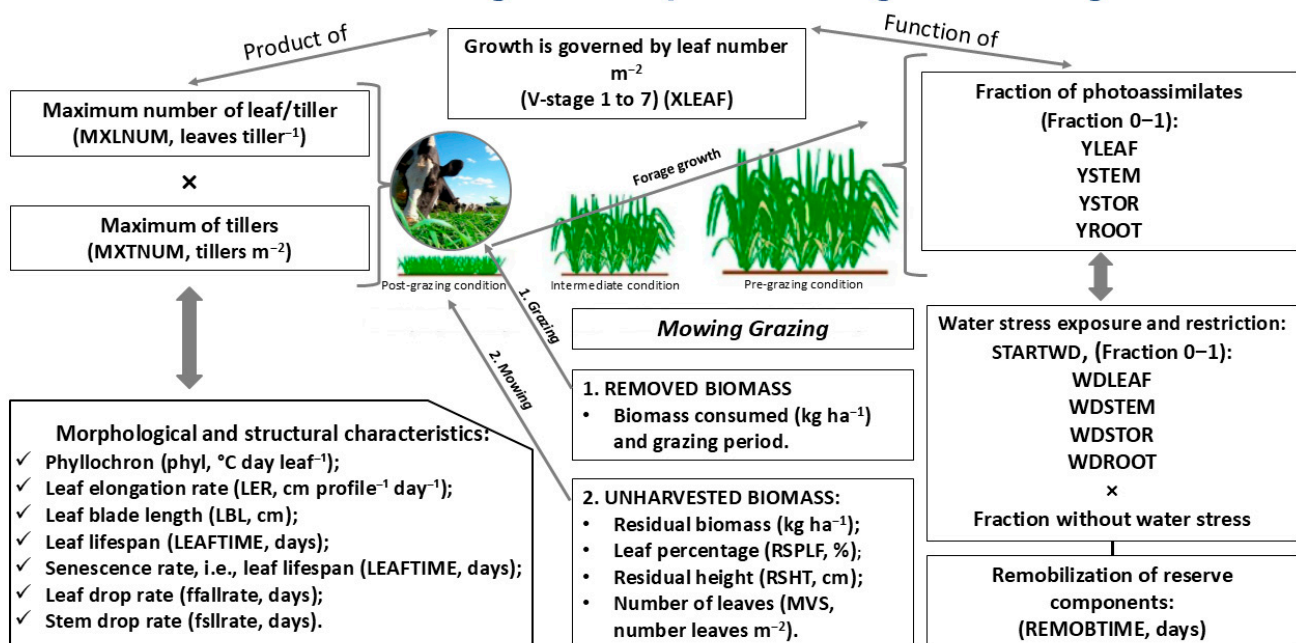 Product of
Growth is governed by leaf number
m⁻²
(V-stage 1 to 7) (XLEAF)
Function of
Maximum number of leaf/tiller
(MXLNUM, leaves tiller⁻¹)
×
Maximum of tillers
(MXTNUM, tillers m⁻²)
Forage growth
Post-grazing condition
Intermediate condition
Pre-grazing condition
Fraction of photoassimilates
(Fraction 0–1):
YLEAF
YSTEM
YSTOR
YROOT
1. Grazing
2. Mowing
Mowing Grazing
1. REMOVED BIOMASS
• Biomass consumed (kg ha⁻¹)
and grazing period.
2. UNHARVESTED BIOMASS:
• Residual biomass (kg ha⁻¹);
• Leaf percentage (RSPLF, %);
• Residual height (RSHT, cm);
• Number of leaves (MVS,
number leaves m⁻²).
Water stress exposure and restriction:
STARTWD, (Fraction 0–1):
WDLEAF
WDSTEM
WDSTOR
WDROOT
×
Fraction without water stress
Remobilization of reserve
components:
(REMOBTIME, days)
Morphological and structural characteristics:
✓ Phyllochron (phyl, °C day leaf⁻¹);
✓ Leaf elongation rate (LER, cm profile⁻¹ day⁻¹);
✓ Leaf blade length (LBL, cm);
✓ Leaf lifespan (LEAFTIME, days);
✓ Senescence rate, i.e., leaf lifespan (LEAFTIME, days);
✓ Leaf drop rate (ffallrate, days);
✓ Stem drop rate (fsllrate, days).